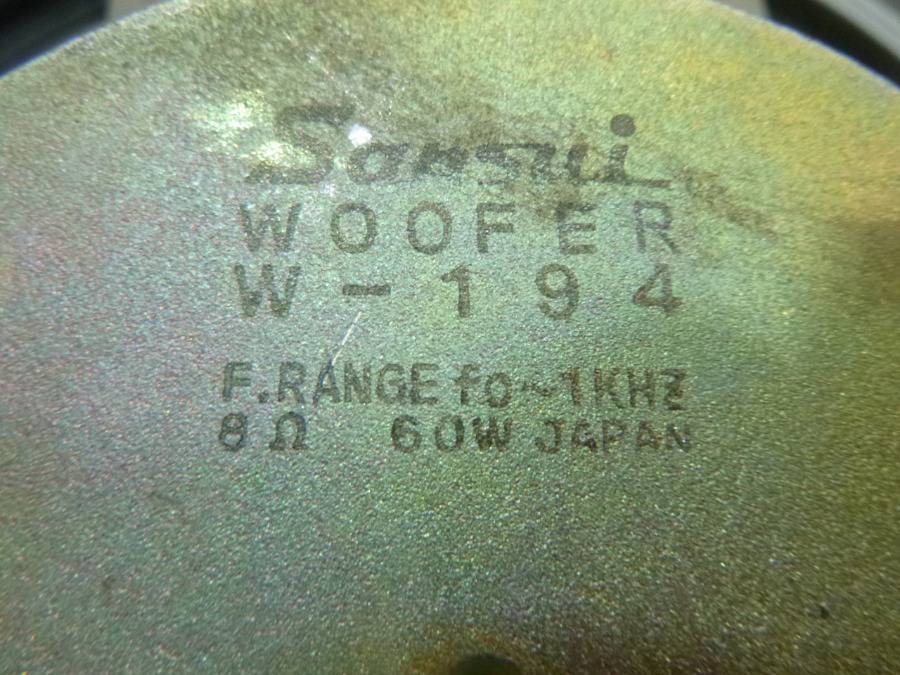 Sansui
WOOFER
W-194
F.RANGE fo~1KHZ
8Ω 60W JAPAN